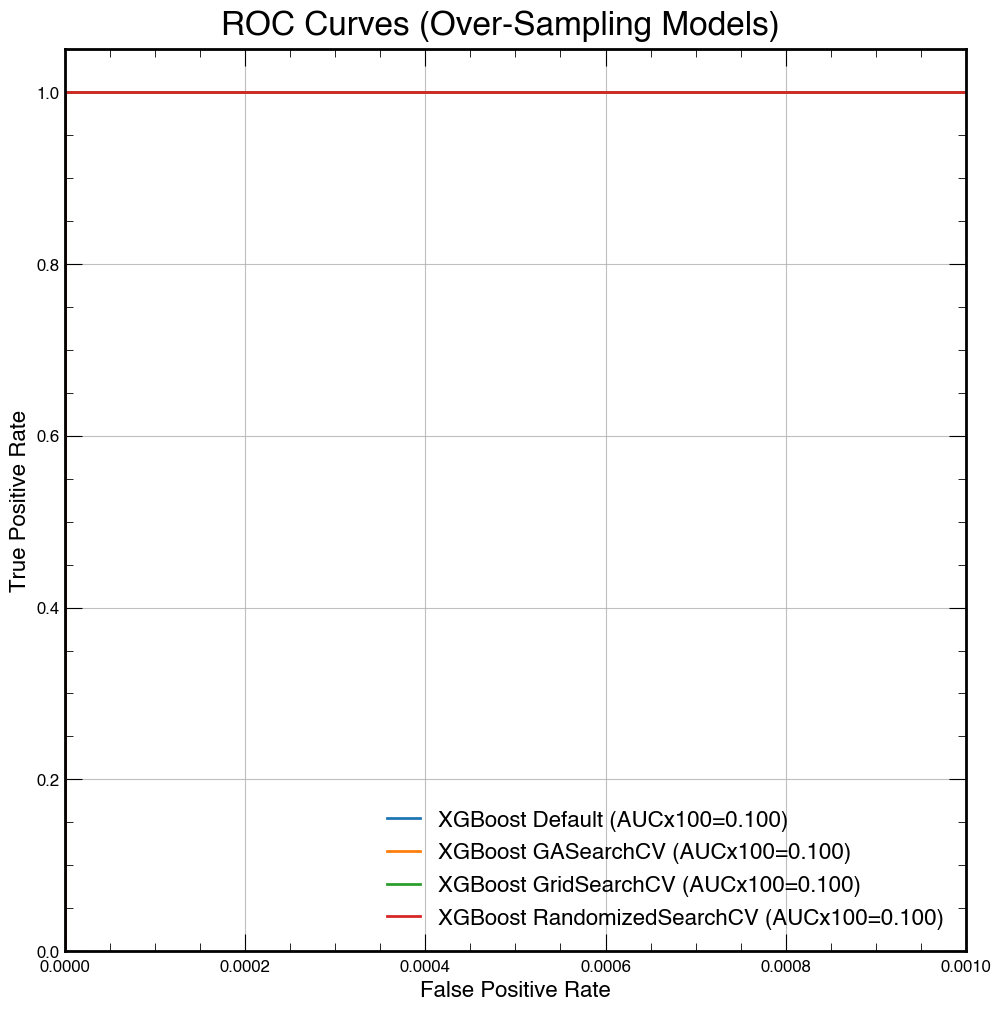 ROC Curves (Over-Sampling Models)
1.0
0.8
0.6
0.4
0.2
0.0
True Positive Rate
XGBoost Default (AUCx100=0.100)
XGBoost GASearchCV (AUCx100=0.100)
XGBoost GridSearchCV (AUCx100=0.100)
XGBoost RandomizedSearchCV (AUCx100=0.100)
0.0000 0.0002 0.0004 0.0006 0.0008 0.0010
False Positive Rate